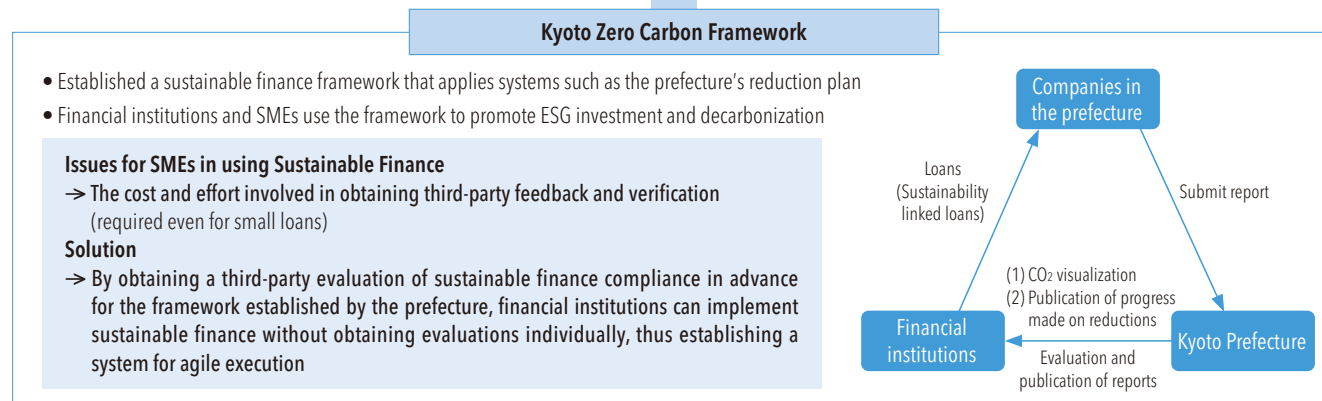 Kyoto Zero Carbon Framework
• Established a sustainable finance framework that applies systems such as the prefecture's reduction plan
• Financial institutions and SMEs use the framework to promote ESG investment and decarbonization
Issues for SMEs in using Sustainable Finance
→ The cost and effort involved in obtaining third-party feedback and verification
(required even for small loans)
Solution
→ By obtaining a third-party evaluation of sustainable finance compliance in advance
for the framework established by the prefecture, financial institutions can implement
sustainable finance without obtaining evaluations individually, thus establishing a
system for agile execution
Companies in
the prefecture
Loans
(Sustainability
linked loans)
Submit report
(1) CO₂ visualization
(2) Publication of progress
made on reductions
Financial
institutions
Kyoto Prefecture
Evaluation and
publication of reports